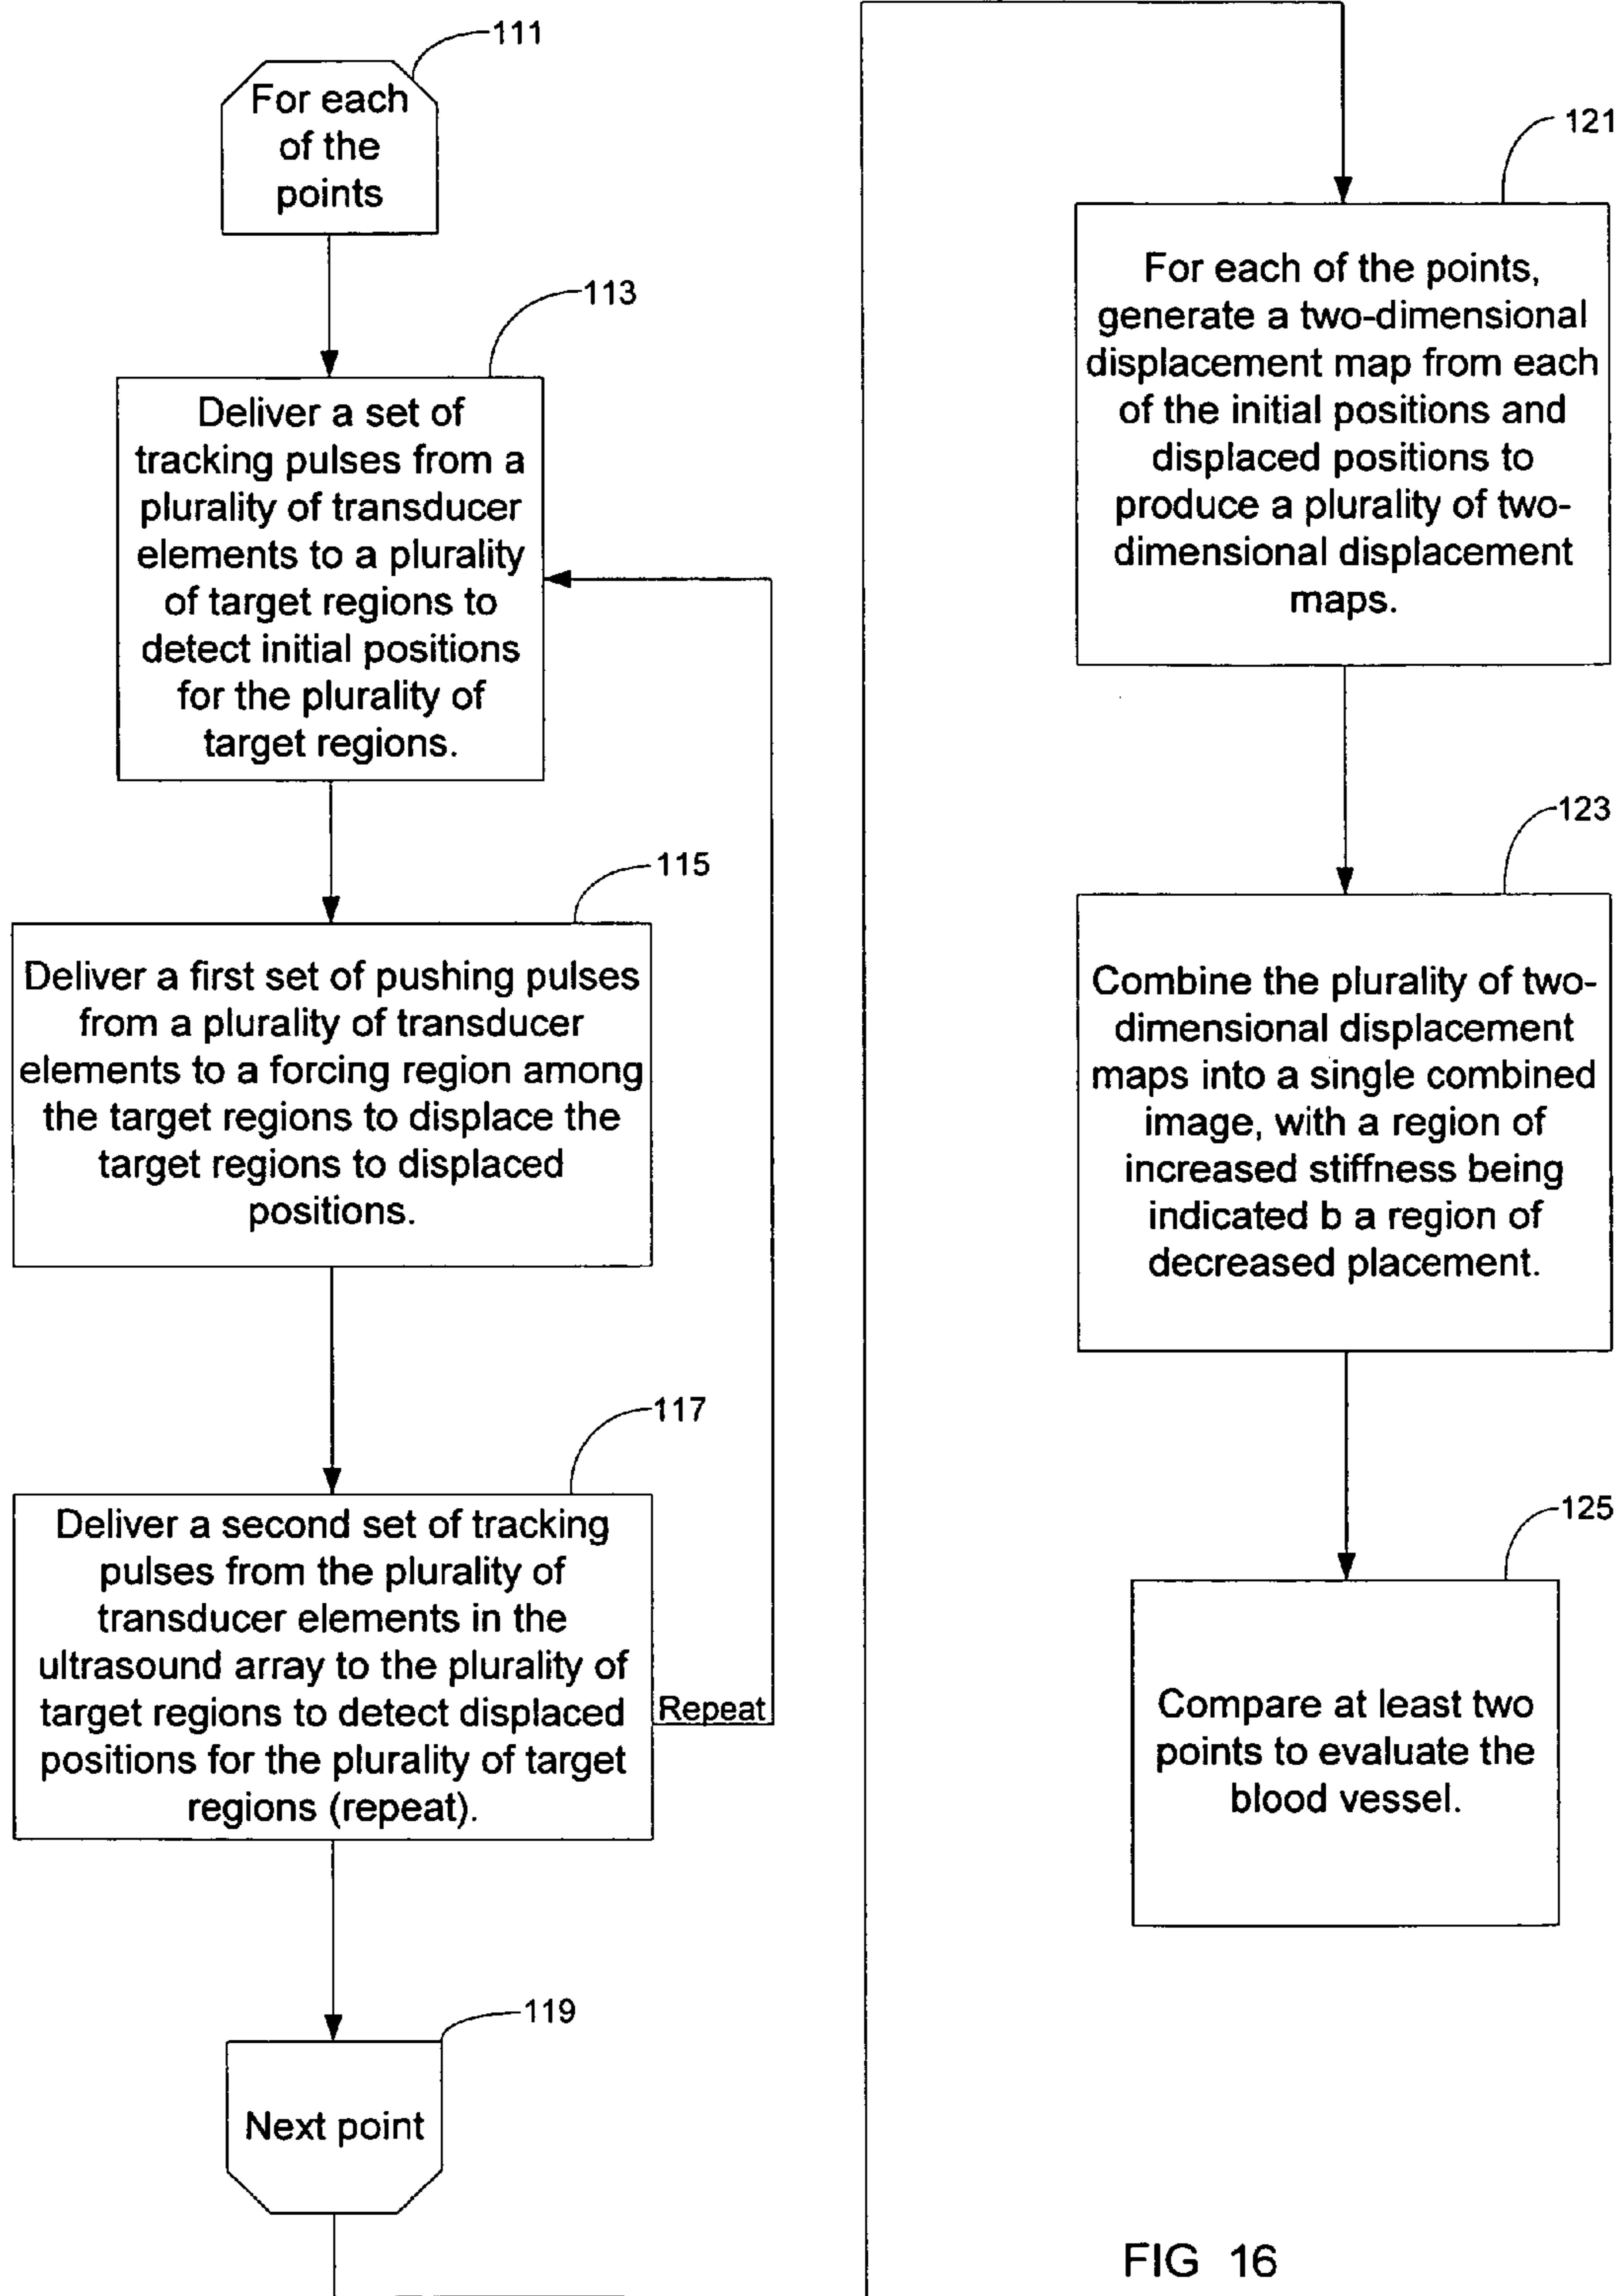 111
For each
of the
points
113
Deliver a set of
tracking pulses from a
plurality of transducer
elements to a plurality
of target regions to
detect initial positions
for the plurality of
target regions.
115
Deliver a first set of pushing pulses
from a plurality of transducer
elements to a forcing region among
the target regions to displace the
target regions to displaced
positions.
117
Deliver a second set of tracking
pulses from the plurality of
transducer elements in the
ultrasound array to the plurality of
target regions to detect displaced
positions for the plurality of target
regions (repeat).
Repeat
119
Next point
121
For each of the points,
generate a two-dimensional
displacement map from each
of the initial positions and
displaced positions to
produce a plurality of two-
dimensional displacement
maps.
123
Combine the plurality of two-
dimensional displacement
maps into a single combined
image, with a region of
increased stiffness being
indicated b a region of
decreased placement.
125
Compare at least two
points to evaluate the
blood vessel.
FIG 16